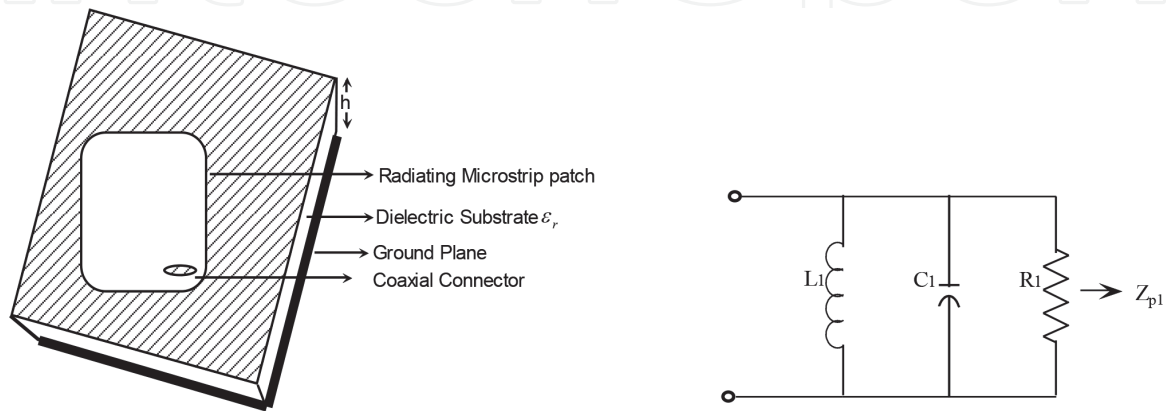 h
Radiating Microstrip patch
Dielectric Substrate εr
Ground Plane
Coaxial Connector
L1
C1
R1
Zp1